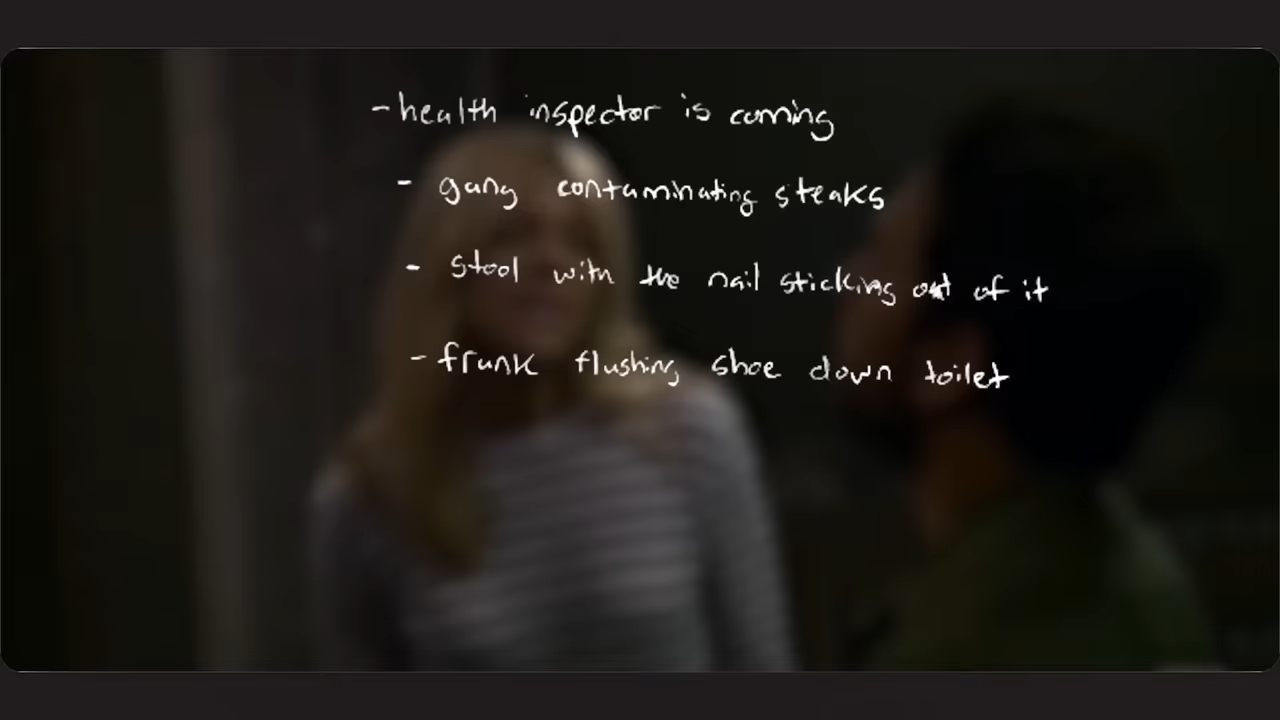 -health inspector is coming
- gang contaminating steaks
- stool with the nail sticking out of it
- frank flushing shoe down toilet